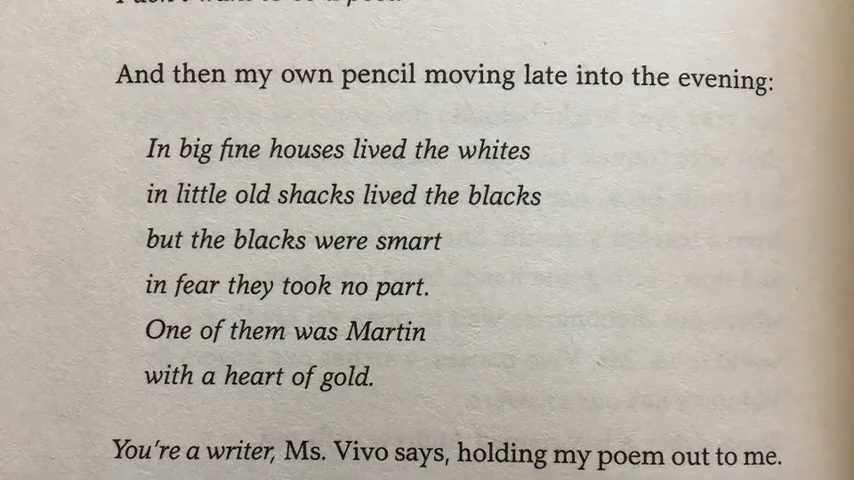 And then my own pencil moving late into the evening:
In big fine houses lived the whites
in little old shacks lived the blacks
but the blacks were smart
in fear they took no part.
One of them was Martin
with a heart of gold.
You're a writer, Ms. Vivo says, holding my poem out to me.